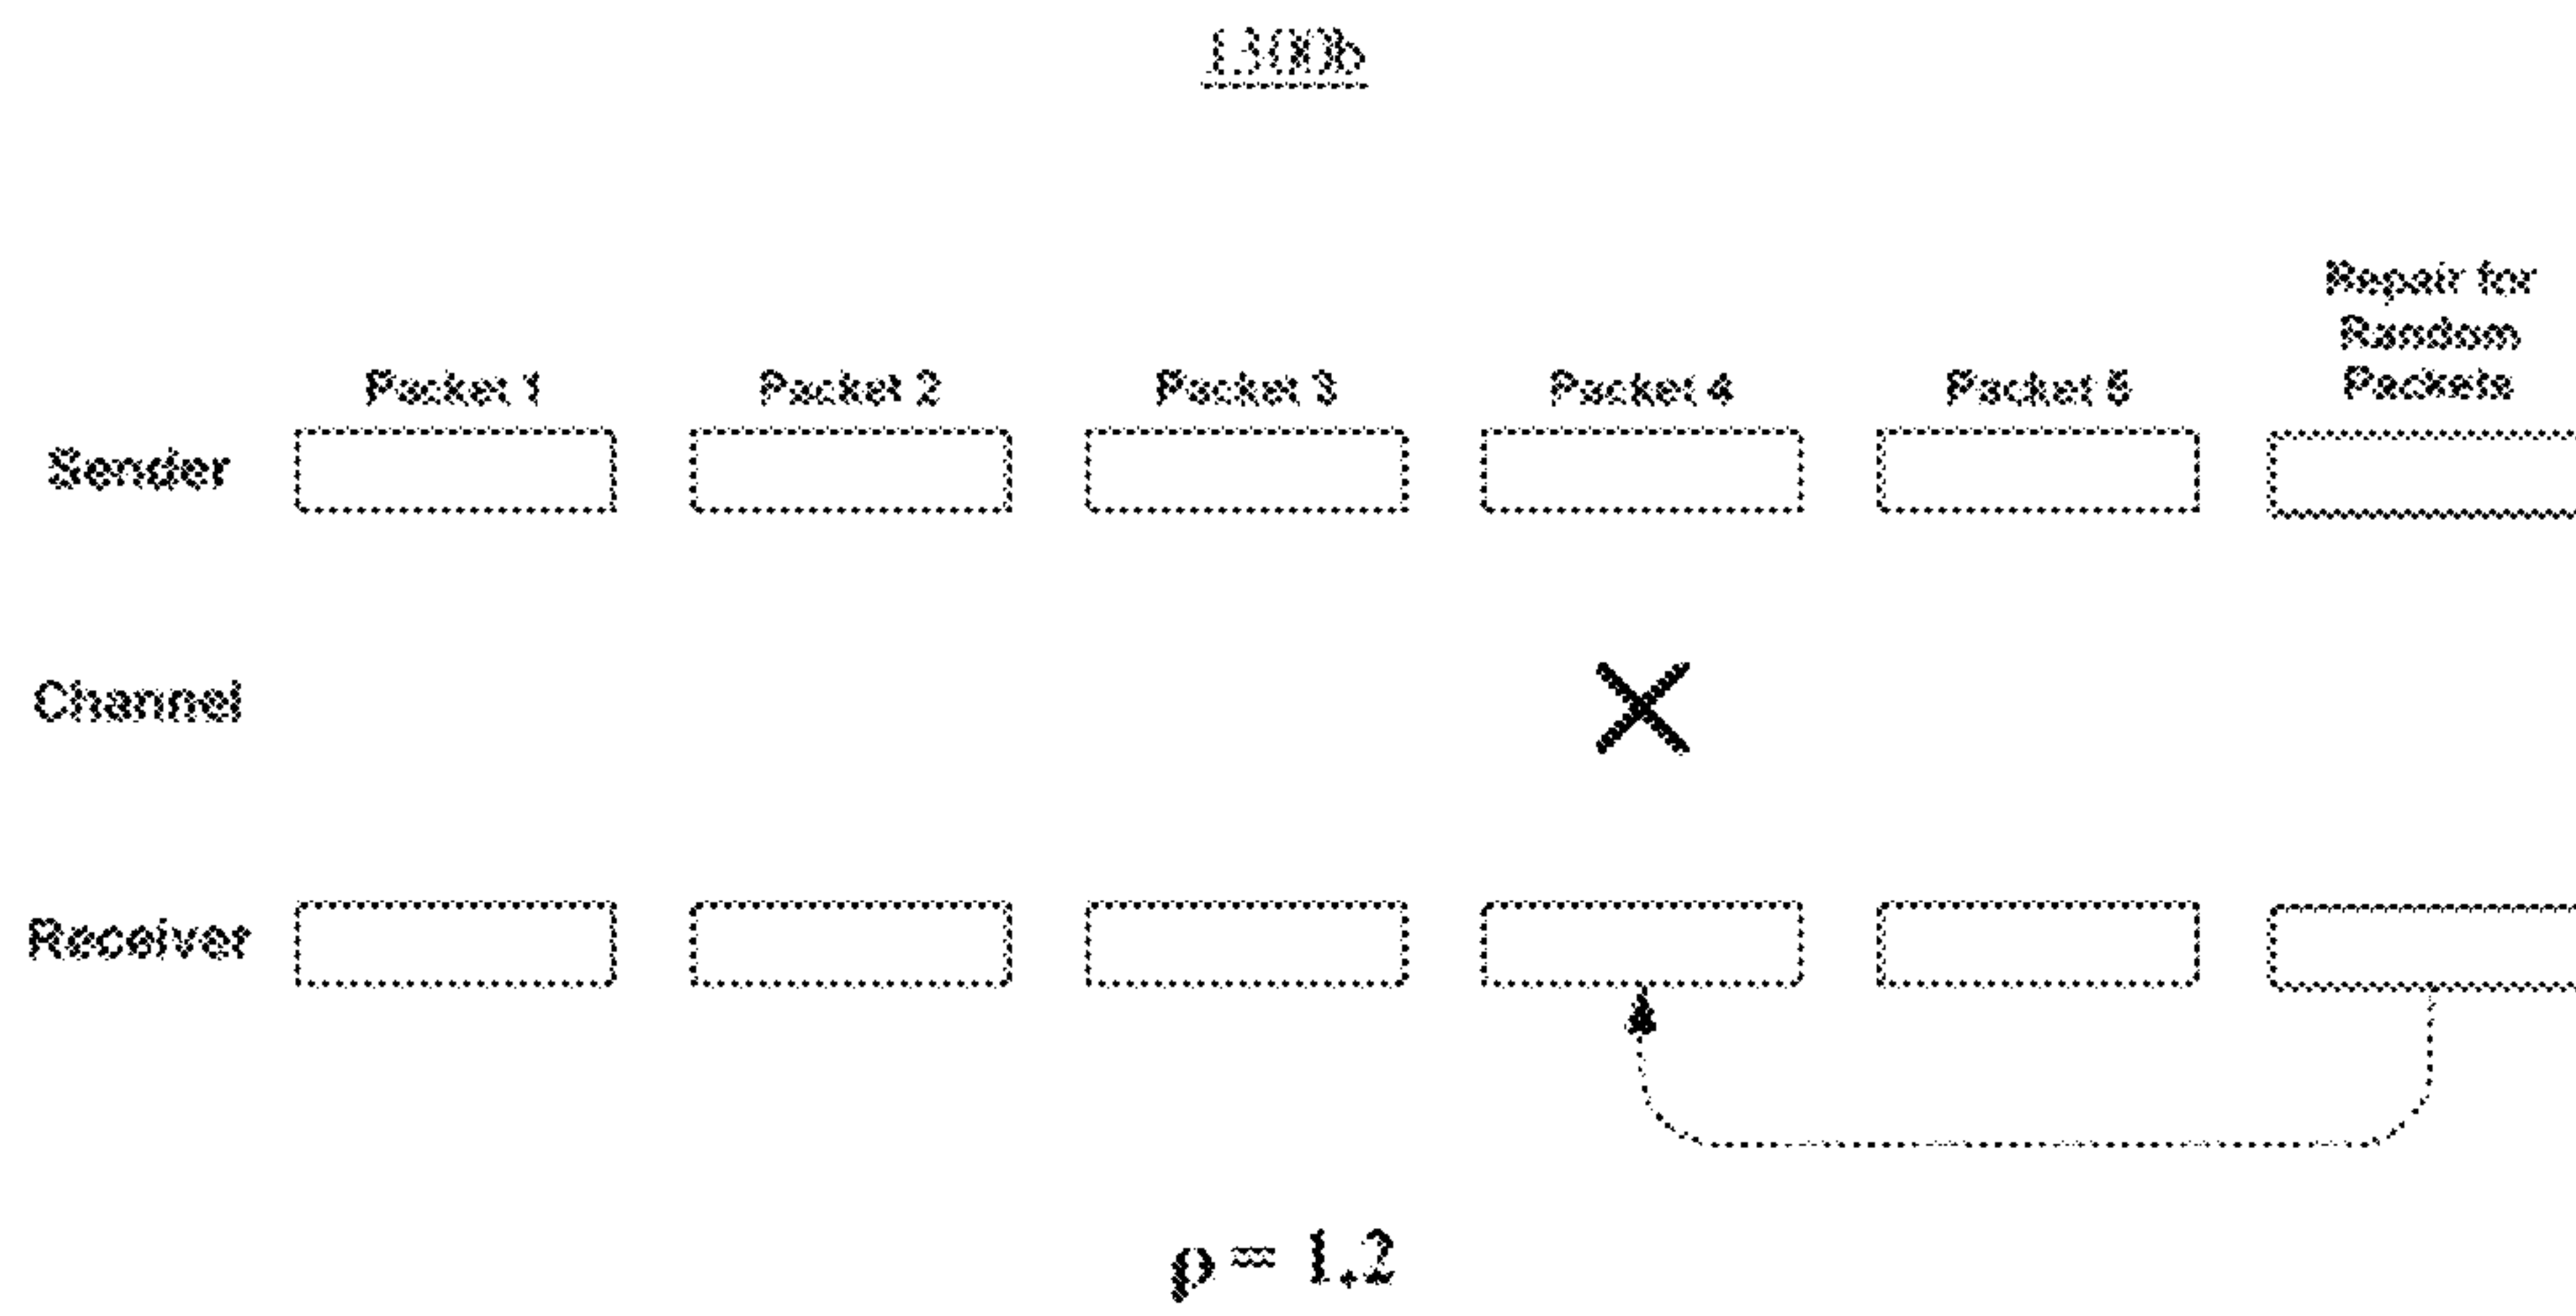 1300b
Repair for
Random
Packets
Packet 1
Packet 2
Packet 3
Packet 4
Packet 5
Sender
Channel
Receiver
ρ = 1.2